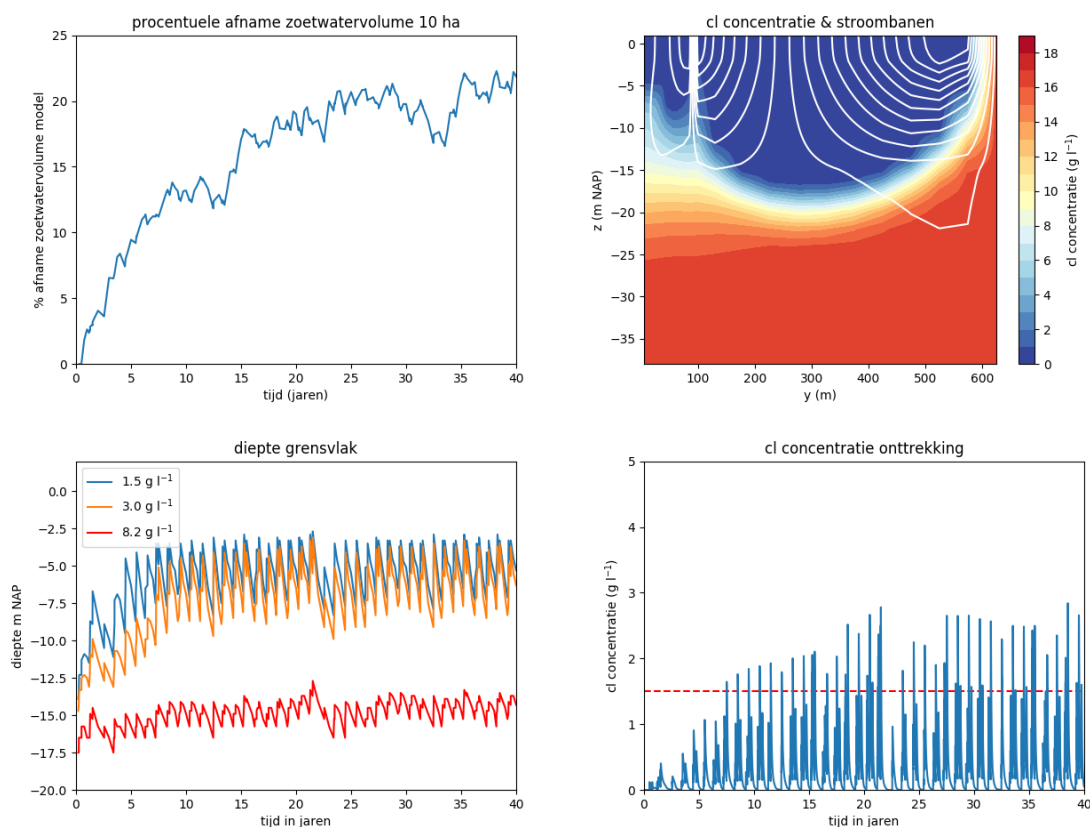 procentuele afname zoetwatervolume 10 ha
25
20
15
10
5
0
% afname zoetwatervolume model
0 5 10 15 20 25 30 35 40
tijd (jaren)
cl concentratie & stroombanen
0
−5
−10
−15
−20
−25
−30
−35
z (m NAP)
100 200 300 400 500 600
y (m)
18
16
14
12
10
8
6
4
2
0
cl concentratie (g l⁻¹)
diepte grensvlak
1.5 g l⁻¹
3.0 g l⁻¹
8.2 g l⁻¹
0.0
−2.5
−5.0
−7.5
−10.0
−12.5
−15.0
−17.5
−20.0
diepte m NAP
0 5 10 15 20 25 30 35 40
tijd in jaren
cl concentratie onttrekking
5
4
3
2
1
0
cl concentratie (g l⁻¹)
0 5 10 15 20 25 30 35 40
tijd in jaren